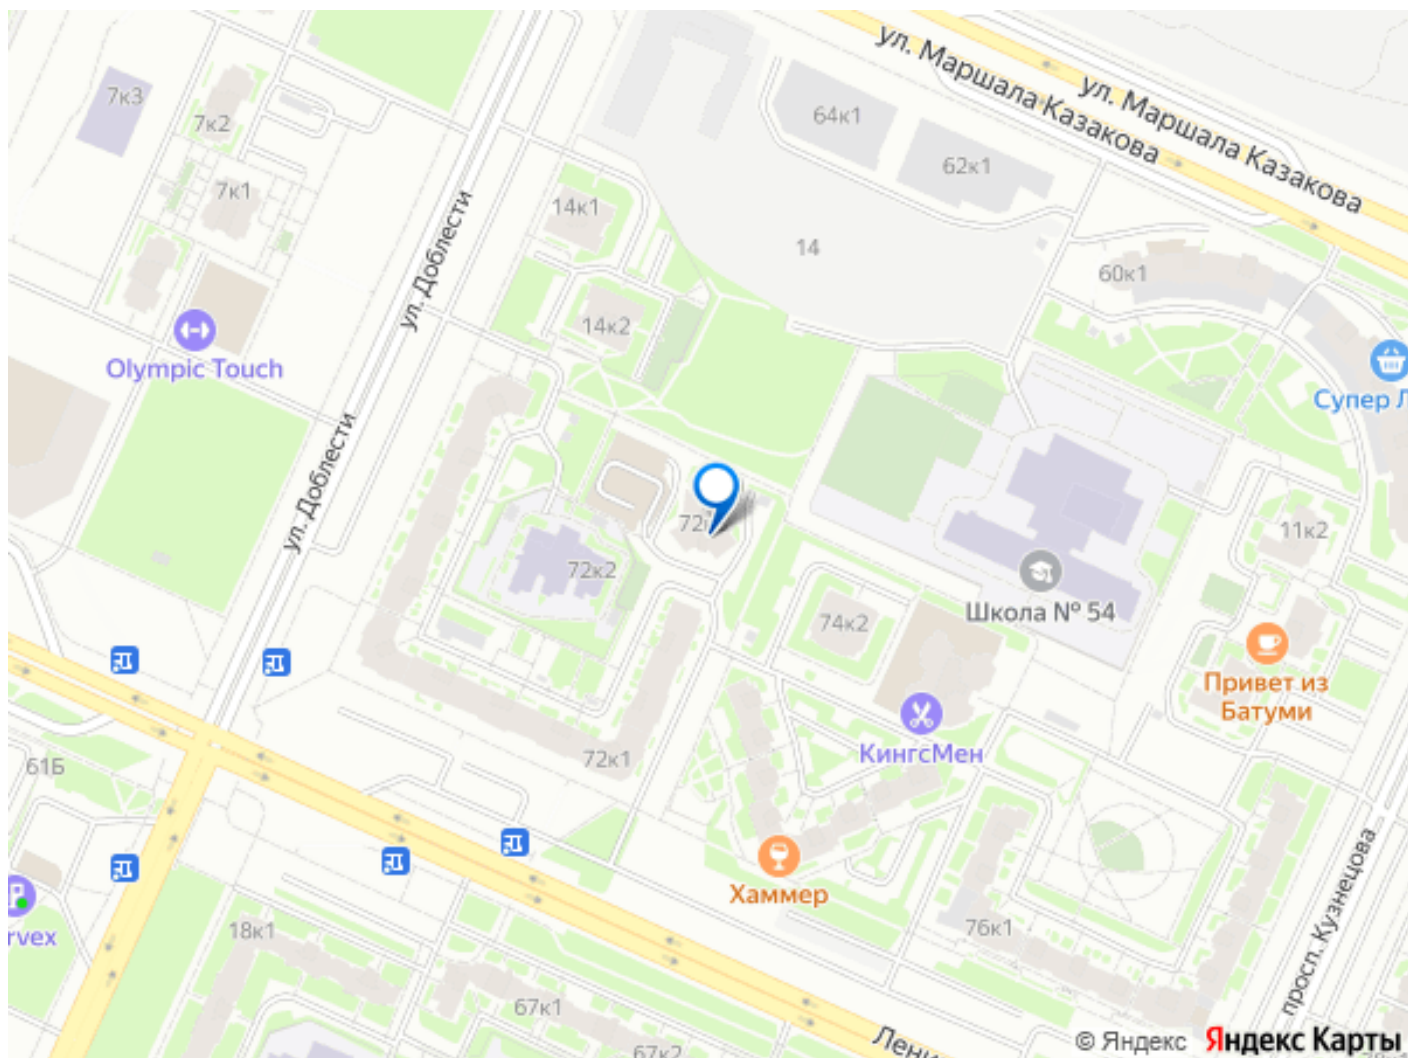 ул. Маршала Казакова
ул. Маршала Казакова
7к3
7к2
7к1
64к1
62к1
14к1
14
60к1
ул. Доблести
14к2
Olympic Touch
Супер Л
ул. Доблести
72
11к2
72к2
Школа № 54
74к2
Привет из
Батуми
КингсМен
72к1
61Б
Хаммер
просп. Кузнецова
rvex
18к1
76к1
67к1
67к2
Лени
© Яндекс Яндекс Карты